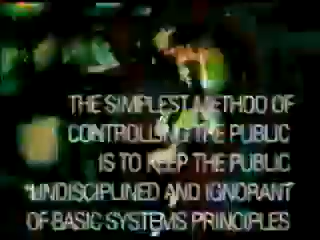 THE SIMPLEST METHOD OF
CONTROLLING THE PUBLIC
IS TO KEEP THE PUBLIC
"UNDISCIPLINED AND IGNORANT
OF BASIC SYSTEMS PRINCIPLES